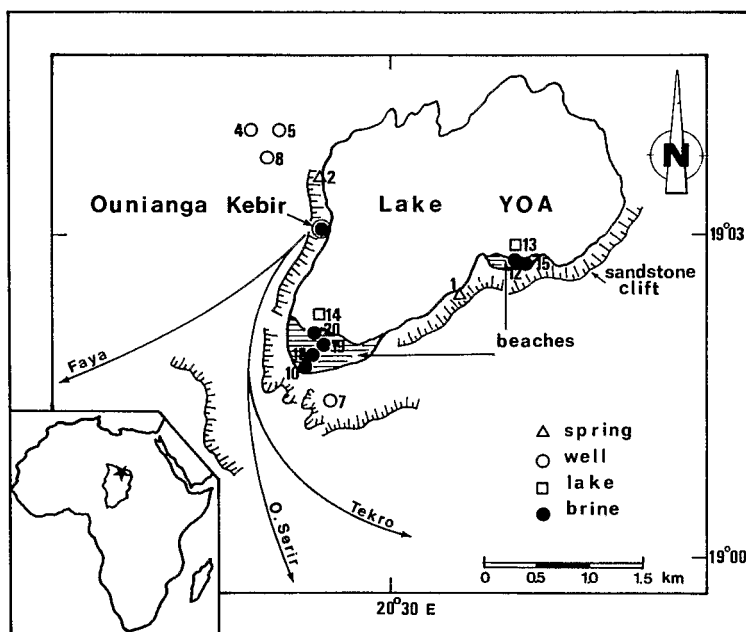 4 5
8
2
N
Ounianga Kebir
Lake YOA
19°03
13
12 15
1
sandstone
clift
14
20
beaches
19
10
Faya
7
△ spring
○ well
□ lake
● brine
Tekro
O. Serir
19°00
0 0.5 1.0 1.5 km
20°30 E